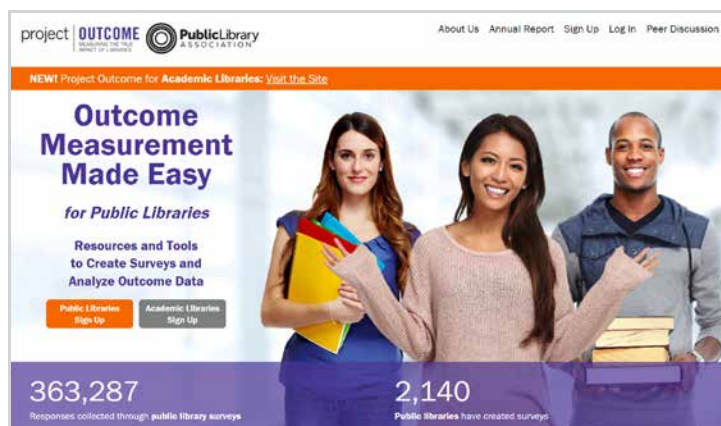 project | OUTCOME
MEASURING THE TRUE
IMPACT OF LIBRARIES
PublicLibrary
ASSOCIATION
About Us Annual Report Sign Up Log In Peer Discussion
NEW! Project Outcome for Academic Libraries: Visit the Site
Outcome
Measurement
Made Easy
for Public Libraries
Resources and Tools
to Create Surveys and
Analyze Outcome Data
Public Libraries
Sign Up
Academic Libraries
Sign Up
363,287
Responses collected through public library surveys
2,140
Public libraries have created surveys